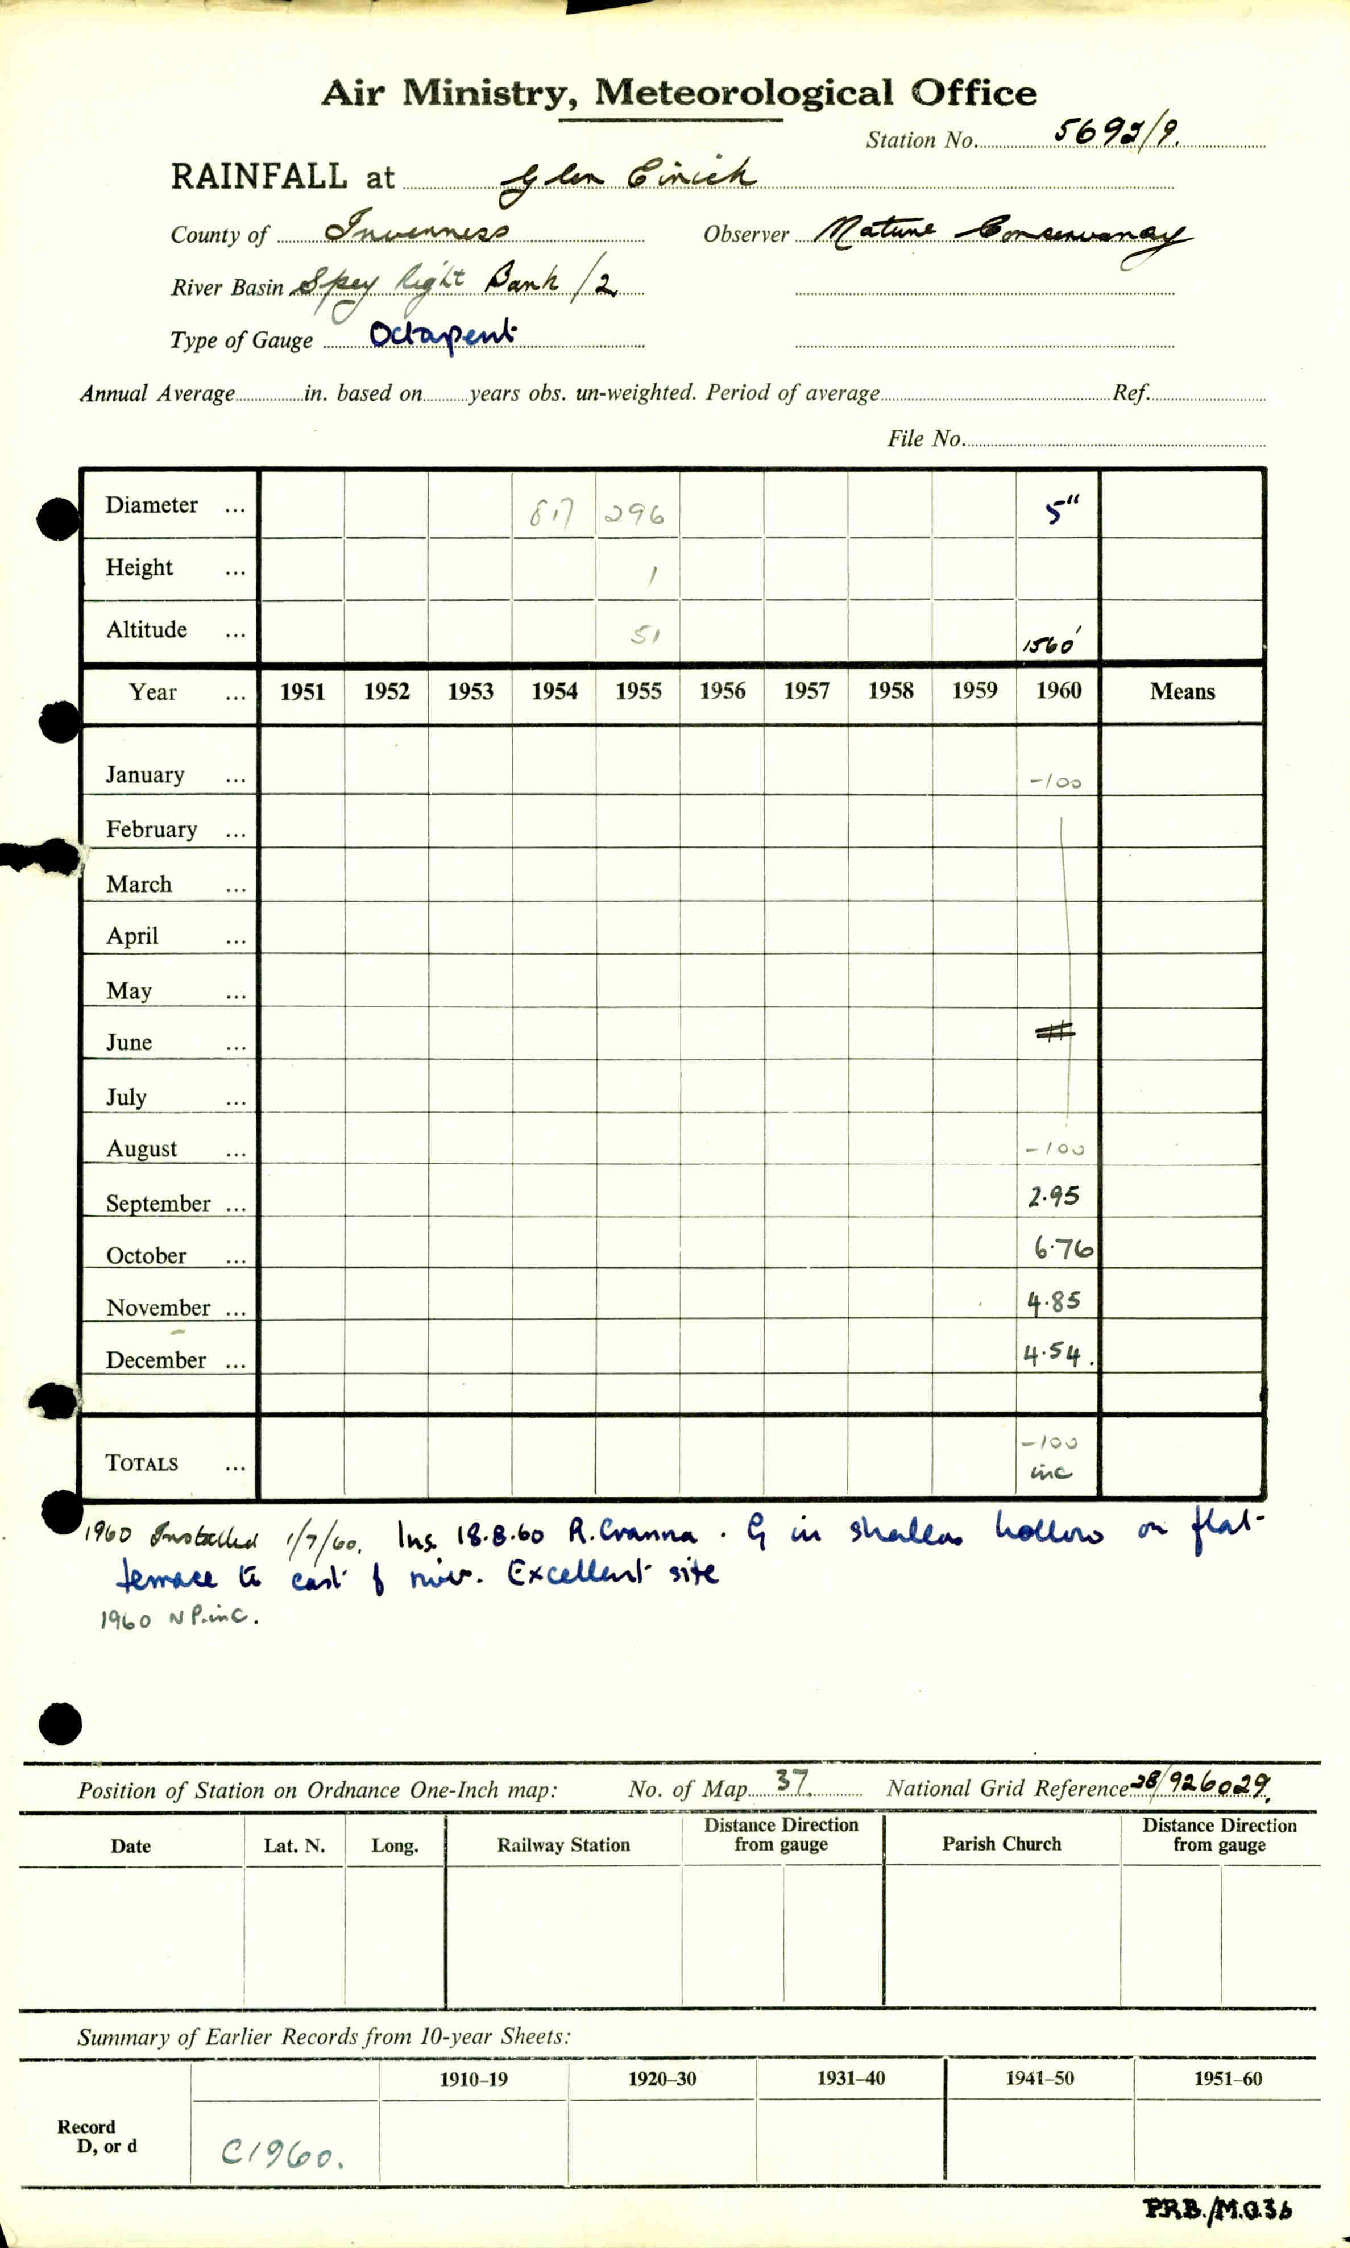 Air Ministry, Meteorological Office
Station No. 5692/9.
RAINFALL at Glen Einich
County of Inverness Observer Nature Conservancy
River Basin Spey Right Bank /2
Type of Gauge Octapent
Annual Average in. based on years obs. un-weighted. Period of average Ref.
File No.
Diameter ... 817 296 5"
Height ... 1
Altitude ... 51 1560'
Year ... 1951 1952 1953 1954 1955 1956 1957 1958 1959 1960 Means
January ... -100
February ...
March ...
April ...
May ...
June ...
July ...
August ... -100
September ... 2.95
October ... 6.76
November ... 4.85
December ... 4.54.
TOTALS ... -100
inc
1960 Installed 1/7/60. Ins. 18.8.60 R. Cranna. G in shallow hollow on flat
terrace to east of river. Excellent site
1960 NP.inc.
Position of Station on Ordnance One-Inch map: No. of Map 37. National Grid Reference 28/926029.
Date Lat. N. Long. Railway Station Distance Direction from gauge Parish Church Distance Direction from gauge
Summary of Earlier Records from 10-year Sheets:
1910-19 1920-30 1931-40 1941-50 1951-60
Record
D, or d C1960.
P.R.B./M.O.36